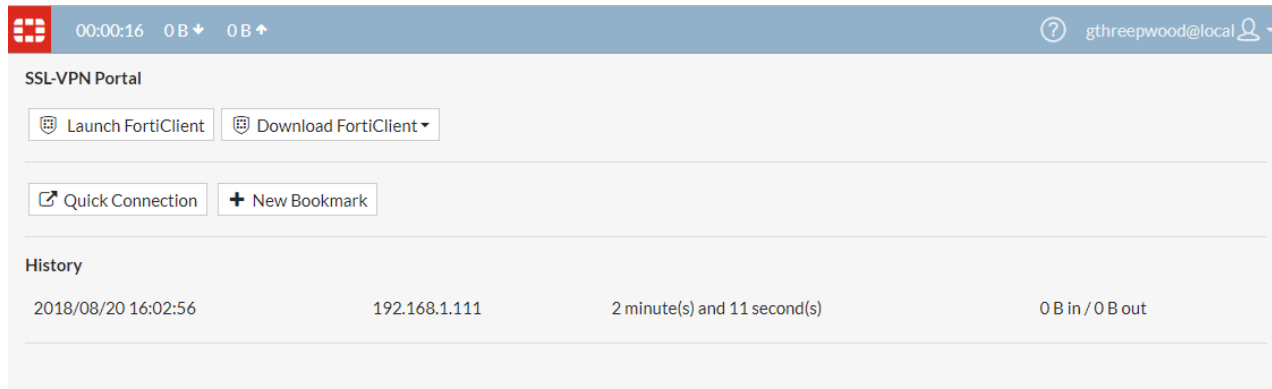 00:00:16 0 B 0 B gthreepwood@local
SSL-VPN Portal
Launch FortiClient Download FortiClient
Quick Connection New Bookmark
History
2018/08/20 16:02:56 192.168.1.111 2 minute(s) and 11 second(s) 0 B in / 0 B out